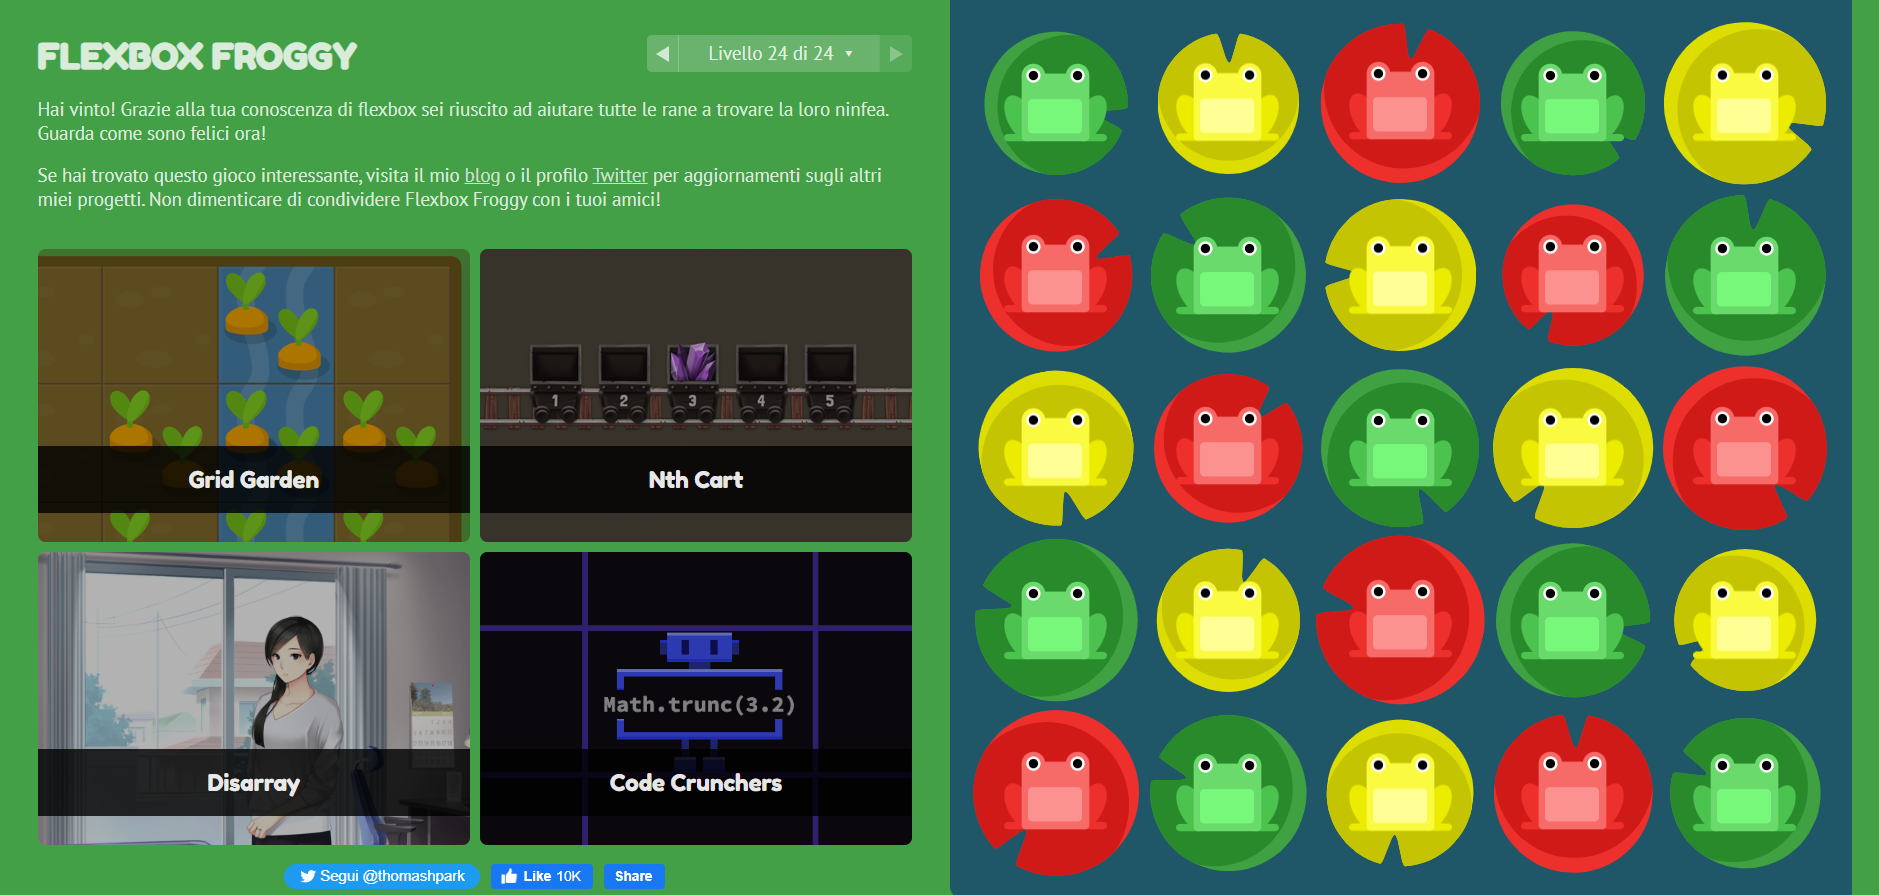 FLEXBOX FROGGY
Livello 24 di 24
Hai vinto! Grazie alla tua conoscenza di flexbox sei riuscito ad aiutare tutte le rane a trovare la loro ninfea.
Guarda come sono felici ora!
Se hai trovato questo gioco interessante, visita il mio blog o il profilo Twitter per aggiornamenti sugli altri
miei progetti. Non dimenticare di condividere Flexbox Froggy con i tuoi amici!
1 2 3 4 5
Grid Garden
Nth Cart
Math.trunc(3.2)
Disarray
Code Crunchers
Segui @thomashpark
Like 10K
Share